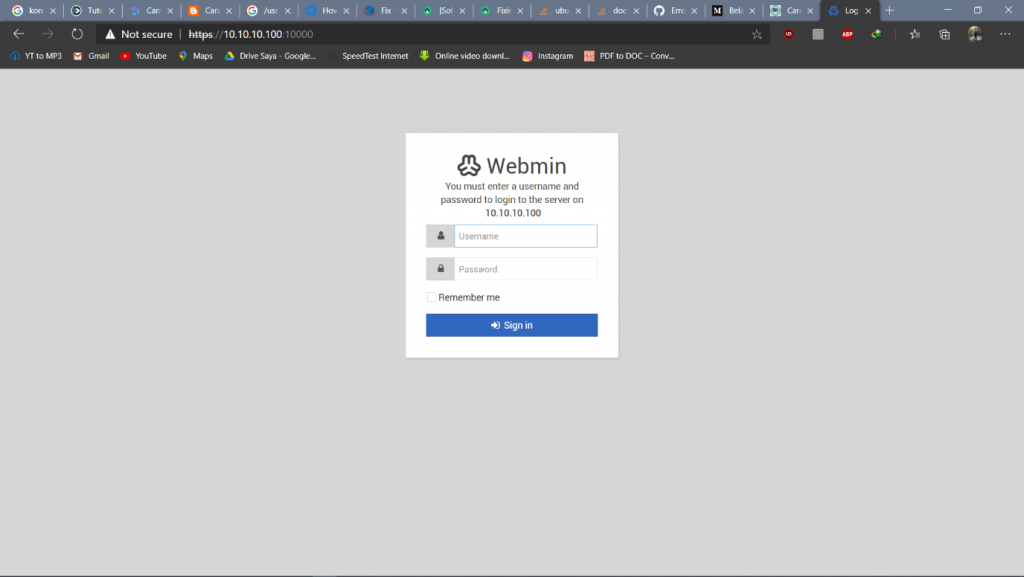 Tuto
Cara
Cara
/usr
How
Fix
[Sol
Fixi
ubu
doc
Erro
Bela
Cara
Log
Not secure | https://10.10.10.100:10000
YT to MP3 Gmail YouTube Maps Drive Saya - Google... SpeedTest Internet Online video downl... Instagram PDF to DOC – Conv...
Webmin
You must enter a username and
password to login to the server on
10.10.10.100
Username
Password
Remember me
Sign in